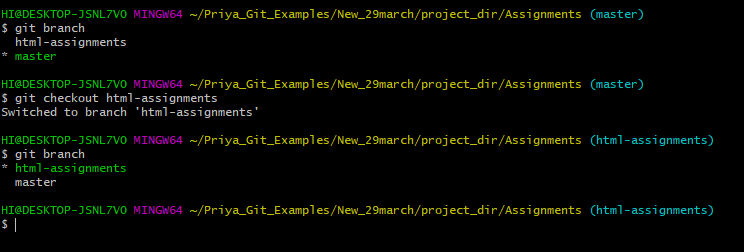 HI@DESKTOP-JSNL7VO MINGW64 ~/Priya_Git_Examples/New_29march/project_dir/Assignments (master)
$ git branch
  html-assignments
* master
HI@DESKTOP-JSNL7VO MINGW64 ~/Priya_Git_Examples/New_29march/project_dir/Assignments (master)
$ git checkout html-assignments
Switched to branch 'html-assignments'
HI@DESKTOP-JSNL7VO MINGW64 ~/Priya_Git_Examples/New_29march/project_dir/Assignments (html-assignments)
$ git branch
* html-assignments
  master
HI@DESKTOP-JSNL7VO MINGW64 ~/Priya_Git_Examples/New_29march/project_dir/Assignments (html-assignments)
$